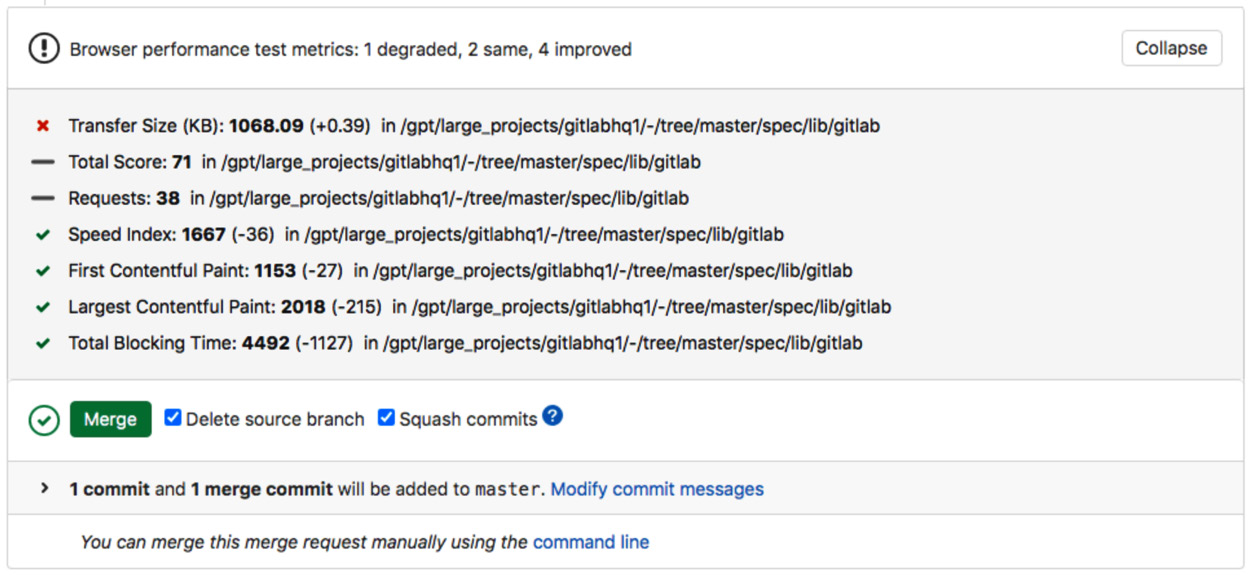 Browser performance test metrics: 1 degraded, 2 same, 4 improved
Collapse
Transfer Size (KB): 1068.09 (+0.39) in /gpt/large_projects/gitlabhq1/-/tree/master/spec/lib/gitlab
Total Score: 71 in /gpt/large_projects/gitlabhq1/-/tree/master/spec/lib/gitlab
Requests: 38 in /gpt/large_projects/gitlabhq1/-/tree/master/spec/lib/gitlab
Speed Index: 1667 (-36) in /gpt/large_projects/gitlabhq1/-/tree/master/spec/lib/gitlab
First Contentful Paint: 1153 (-27) in /gpt/large_projects/gitlabhq1/-/tree/master/spec/lib/gitlab
Largest Contentful Paint: 2018 (-215) in /gpt/large_projects/gitlabhq1/-/tree/master/spec/lib/gitlab
Total Blocking Time: 4492 (-1127) in /gpt/large_projects/gitlabhq1/-/tree/master/spec/lib/gitlab
Merge Delete source branch Squash commits ?
1 commit and 1 merge commit will be added to master. Modify commit messages
You can merge this merge request manually using the command line